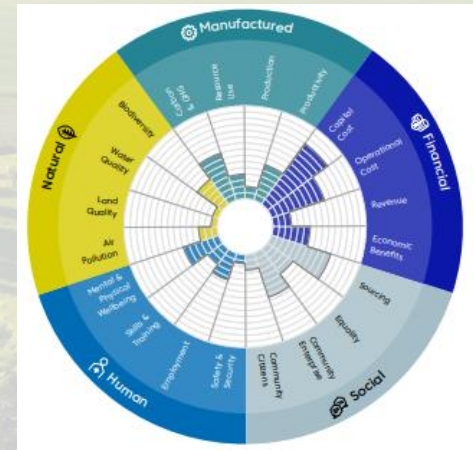 Manufactured
Carbon
& GHG
Resource
Use
Production
Productivity
Financial
Capital
Cost
Operational
Cost
Revenue
Economic
Benefits
Social
Sourcing
Equality
Community
Enterprise
Community
Citizens
Human
Safety &
security
Employment
Skills &
Training
Mental &
Physical
Wellbeing
Natural
Air
Pollution
Land
Quality
Water
Quality
Biodiversity